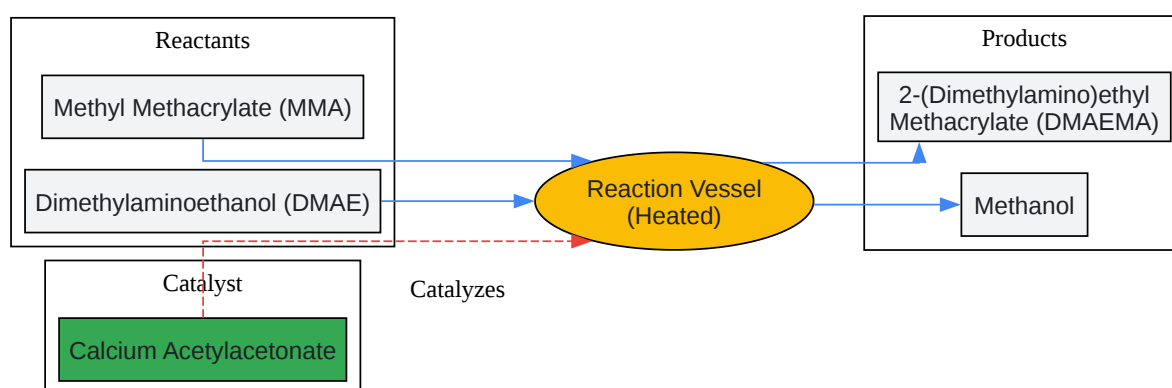 Reactants
Methyl Methacrylate (MMA)
Dimethylaminoethanol (DMAE)
Catalyst
Calcium Acetylacetonate
Catalyzes
Reaction Vessel
(Heated)
Products
2-(Dimethylamino)ethyl
Methacrylate (DMAEMA)
Methanol